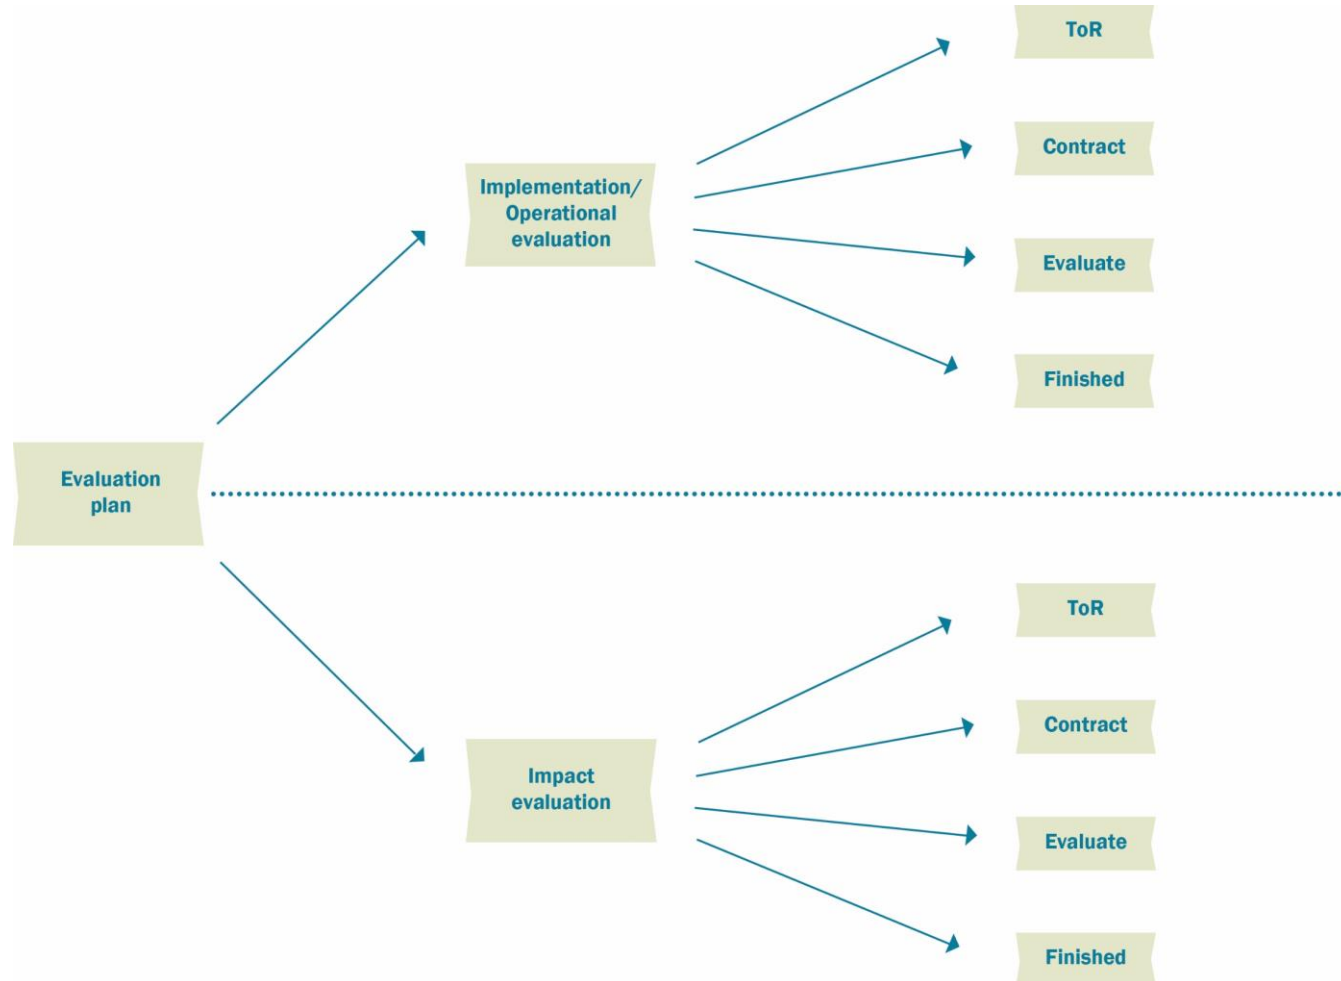 ToR
Contract
Implementation/
Operational
evaluation
Evaluate
Finished
Evaluation
plan
ToR
Contract
Impact
evaluation
Evaluate
Finished